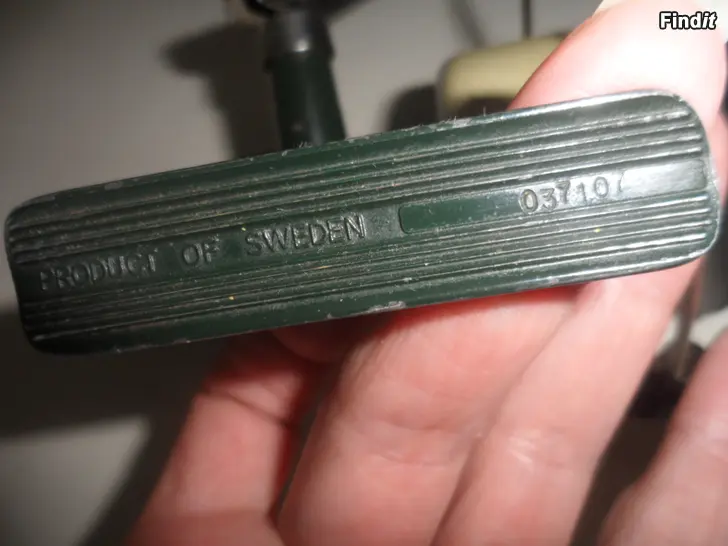 Findit
PRODUCT OF SWEDEN 037107